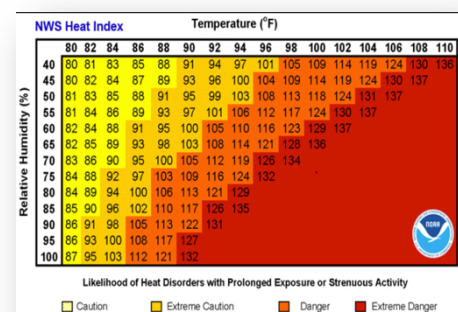 NWS Heat Index
Temperature (°F)
80 82 84 86 88 90 92 94 96 98 100 102 104 106 108 110
40 80 81 83 85 88 91 94 97 101 105 109 114 119 124 130 136
45 80 82 84 87 89 93 96 100 104 109 114 119 124 130 137
50 81 83 85 88 91 95 99 103 108 113 118 124 131 137
55 81 84 86 89 93 97 101 106 112 117 124 130 137
60 82 84 88 91 95 100 105 110 116 123 129 137
65 82 85 89 93 98 103 108 114 121 128 136
70 83 86 90 95 100 105 112 119 126 134
75 84 88 92 97 103 109 116 124 132
80 84 89 94 100 106 113 121 129
85 85 90 96 102 110 117 126 135
90 86 91 98 105 113 122 131
95 86 93 100 108 117 127
100 87 95 103 112 121 132
Relative Humidity (%)
NOAA
Likelihood of Heat Disorders with Prolonged Exposure or Strenuous Activity
Caution Extreme Caution Danger Extreme Danger